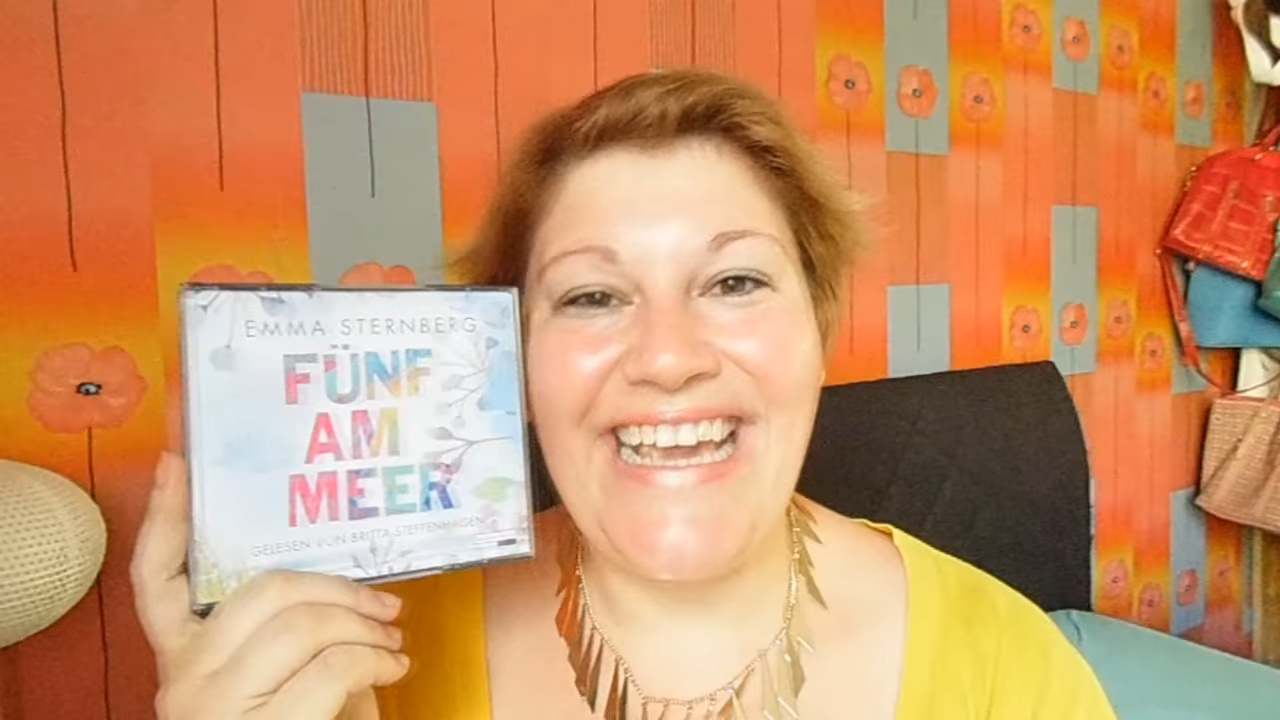 EMMA STERNBERG
FÜNF
AM
MEER
GELESEN VON BRITTA STEFFENHAGEN